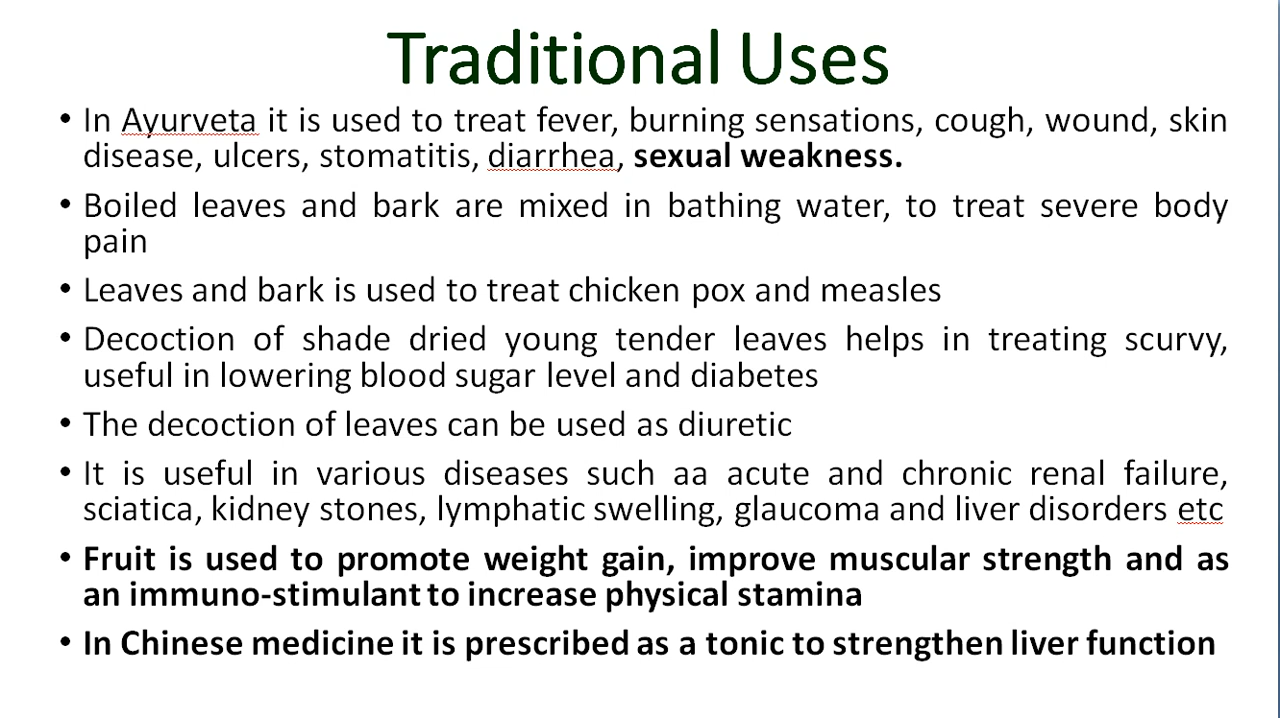 Traditional Uses
• In Ayurveta it is used to treat fever, burning sensations, cough, wound, skin
disease, ulcers, stomatitis, diarrhea, sexual weakness.
• Boiled leaves and bark are mixed in bathing water, to treat severe body
pain
• Leaves and bark is used to treat chicken pox and measles
• Decoction of shade dried young tender leaves helps in treating scurvy,
useful in lowering blood sugar level and diabetes
• The decoction of leaves can be used as diuretic
• It is useful in various diseases such aa acute and chronic renal failure,
sciatica, kidney stones, lymphatic swelling, glaucoma and liver disorders etc
• Fruit is used to promote weight gain, improve muscular strength and as
an immuno-stimulant to increase physical stamina
• In Chinese medicine it is prescribed as a tonic to strengthen liver function